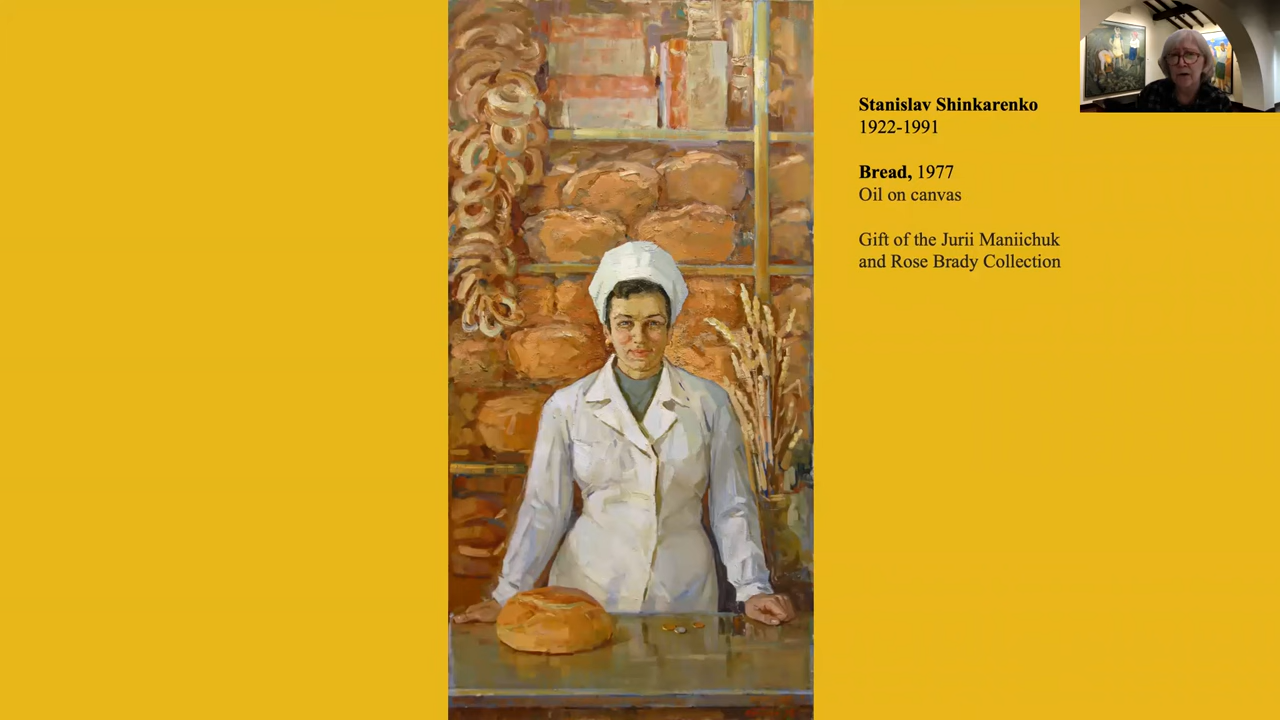 Stanislav Shinkarenko
1922-1991
Bread, 1977
Oil on canvas
Gift of the Jurii Maniichuk
and Rose Brady Collection